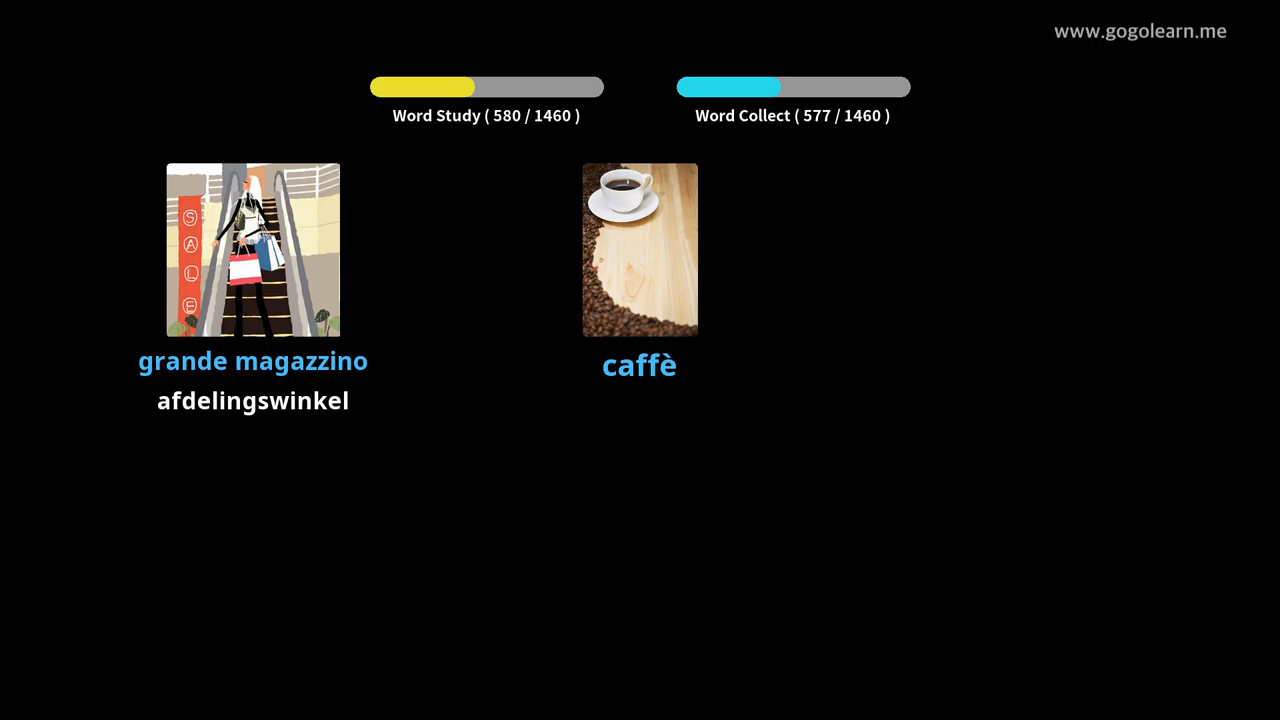 www.gogolearn.me
Word Study ( 580 / 1460 )
Word Collect ( 577 / 1460 )
S
A
L
E
grande magazzino
afdelingswinkel
caffè